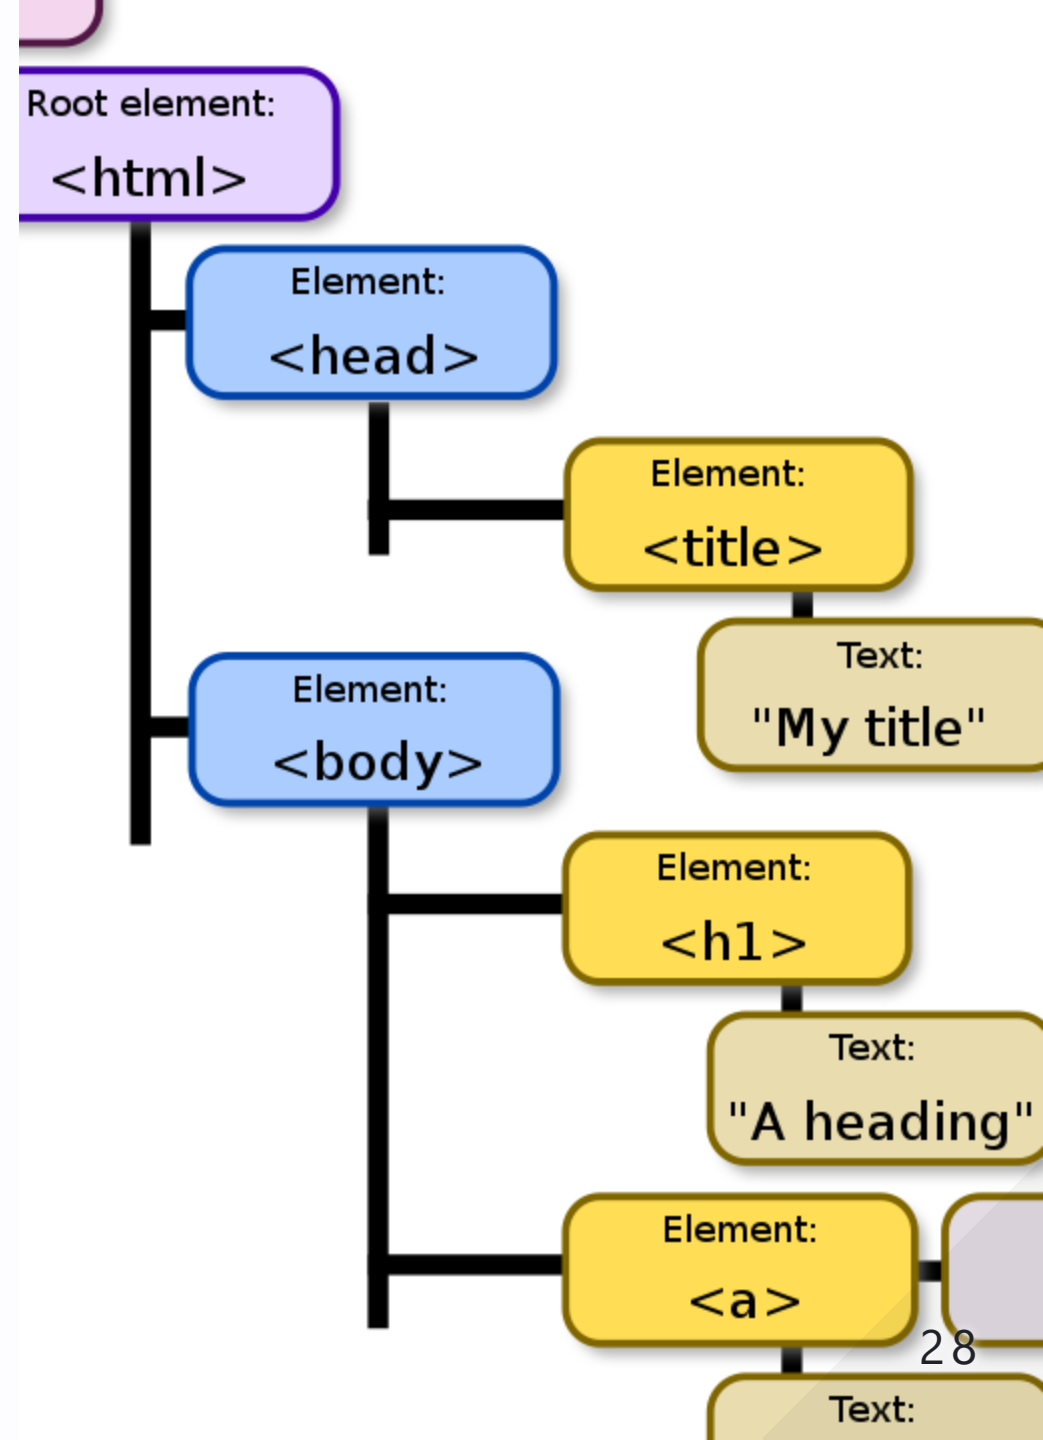 Root element:
<html>
Element:
<head>
Element:
<title>
Text:
"My title"
Element:
<body>
Element:
<h1>
Text:
"A heading"
Element:
<a>
28
Text: